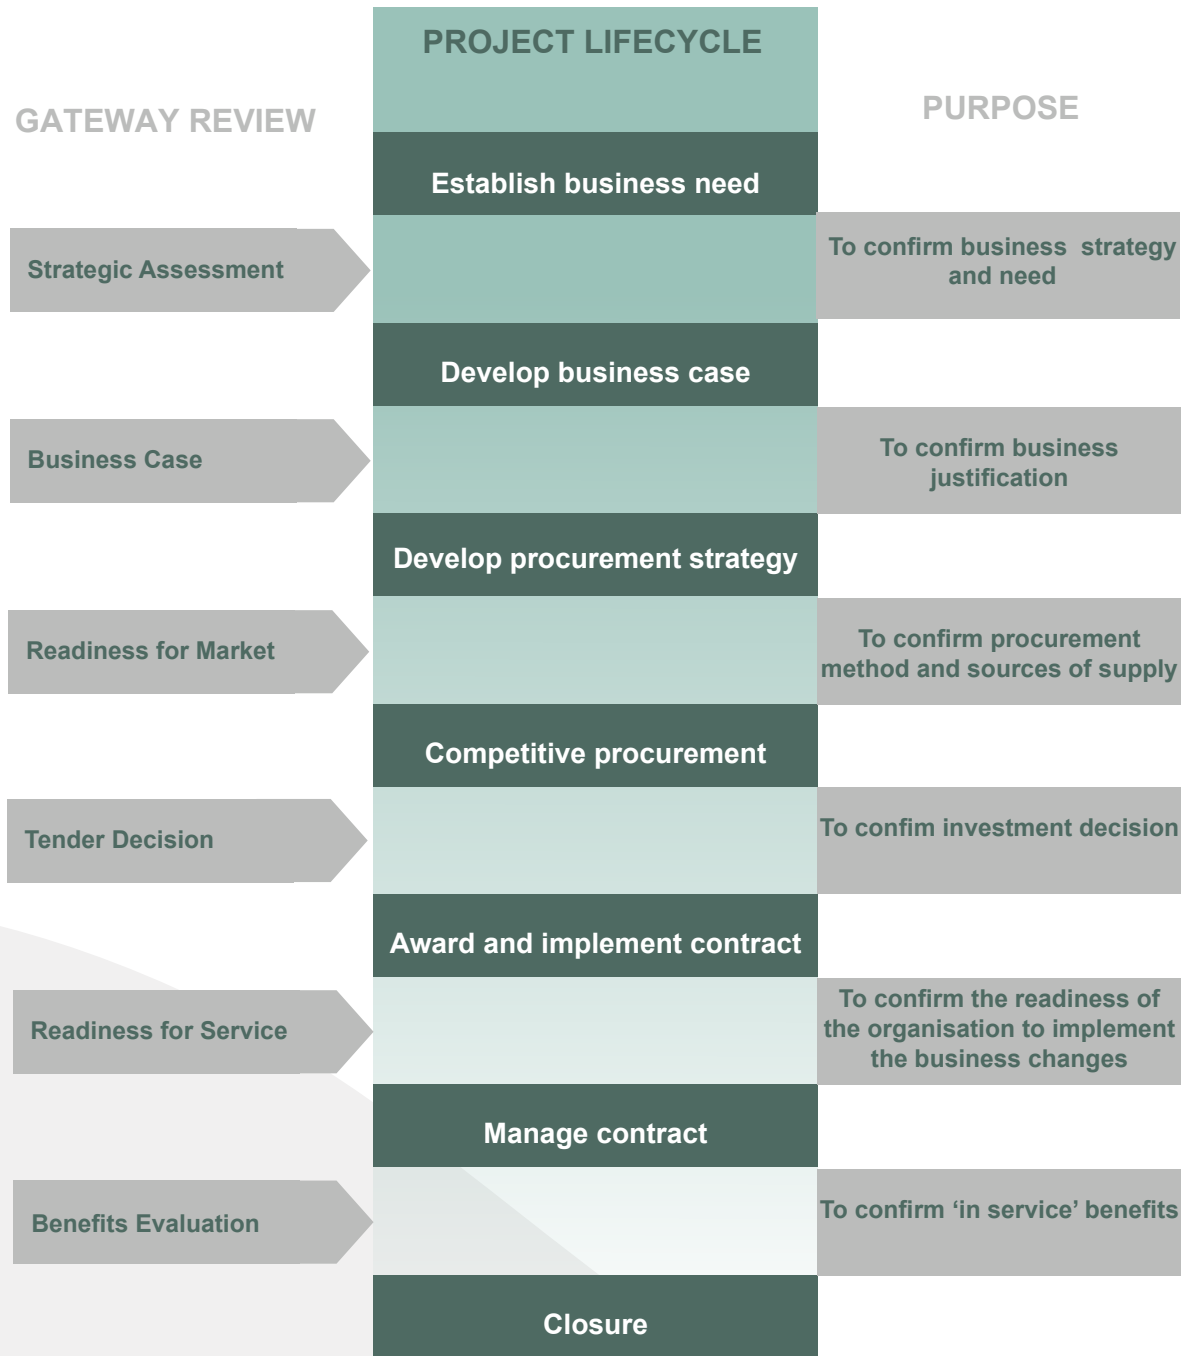 PROJECT LIFECYCLE
GATEWAY REVIEW
PURPOSE
Establish business need
Strategic Assessment
To confirm business strategy
and need
Develop business case
Business Case
To confirm business
justification
Develop procurement strategy
Readiness for Market
To confirm procurement
method and sources of supply
Competitive procurement
Tender Decision
To confim investment decision
Award and implement contract
Readiness for Service
To confirm the readiness of
the organisation to implement
the business changes
Manage contract
Benefits Evaluation
To confirm ‘in service’ benefits
Closure